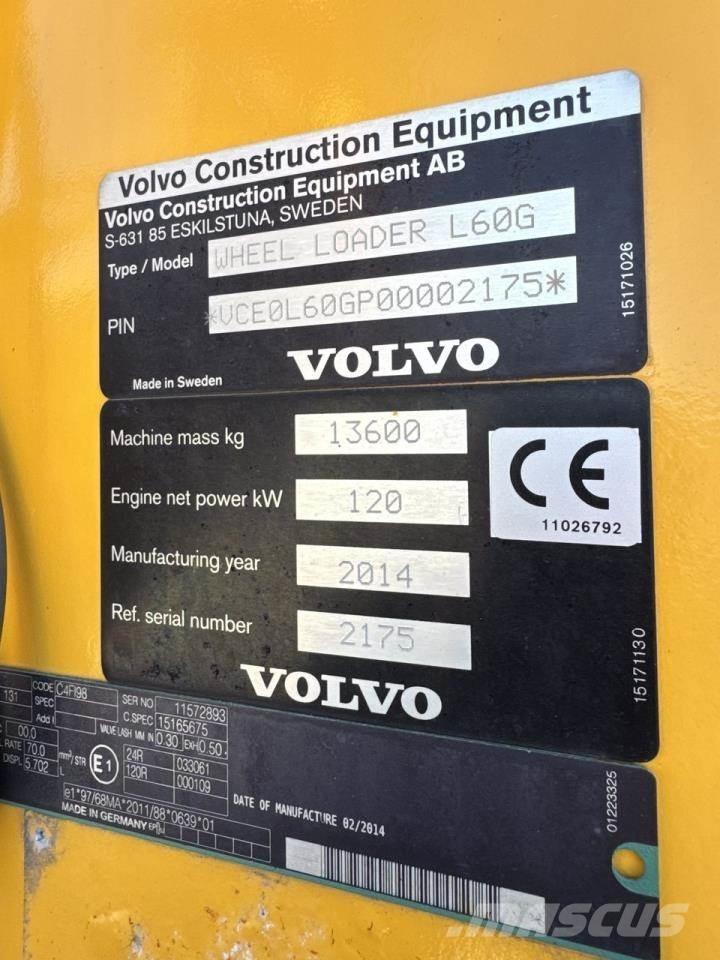 Volvo Construction Equipment
Volvo Construction Equipment AB
S-631 85 ESKILSTUNA, SWEDEN
Type / Model WHEEL LOADER L60G
PIN *VCE0L60GP00002175*
VOLVO
Made in Sweden
15171026
Machine mass kg 13600
Engine net power kW 120
Manufacturing year 2014
Ref. serial number 2175
CE
11026792
VOLVO
15171130
131 CODE C4FI98 SER NO 11572893
SPEC C.SPEC 15165675
Add VALVE LASH MM IN 0.30 EXH 0.50
00.0
RATE 70.0 mm³/STR E1 24R 033061
DISPL 5.702 L 120R 000109
e1*97/68MA*2011/88*0639*01
MADE IN GERMANY
DATE OF MANUFACTURE 02/2014
01223325
MASCUS